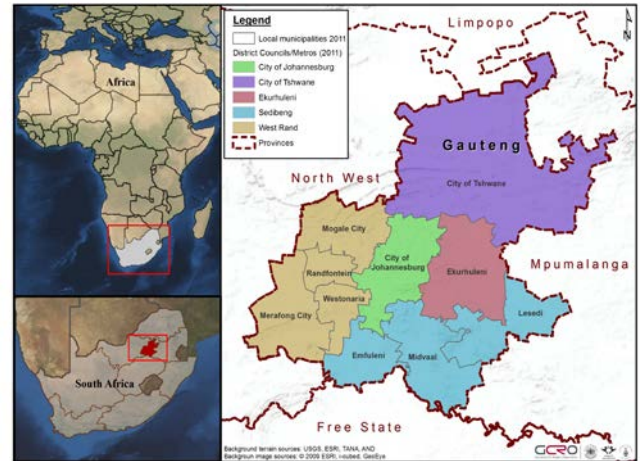 Africa
South Africa
Legend
Local municipalities 2011
District Councils/Metros (2011)
City of Johannesburg
City of Tshwane
Ekurhuleni
Sedibeng
West Rand
Provinces
Limpopo
N
Gauteng
City of Tshwane
North West
Mogale City
City of
Johannesburg
Ekurhuleni
Mpumalanga
Randfontein
Westonaria
Merafong City
Lesedi
Emfuleni
Midvaal
Free State
Background terrain sources: USGS, ESRI, TANA, AND
Backgroun image sources: © 2009 ESRI, i-cubed, GeoEye
GCRO